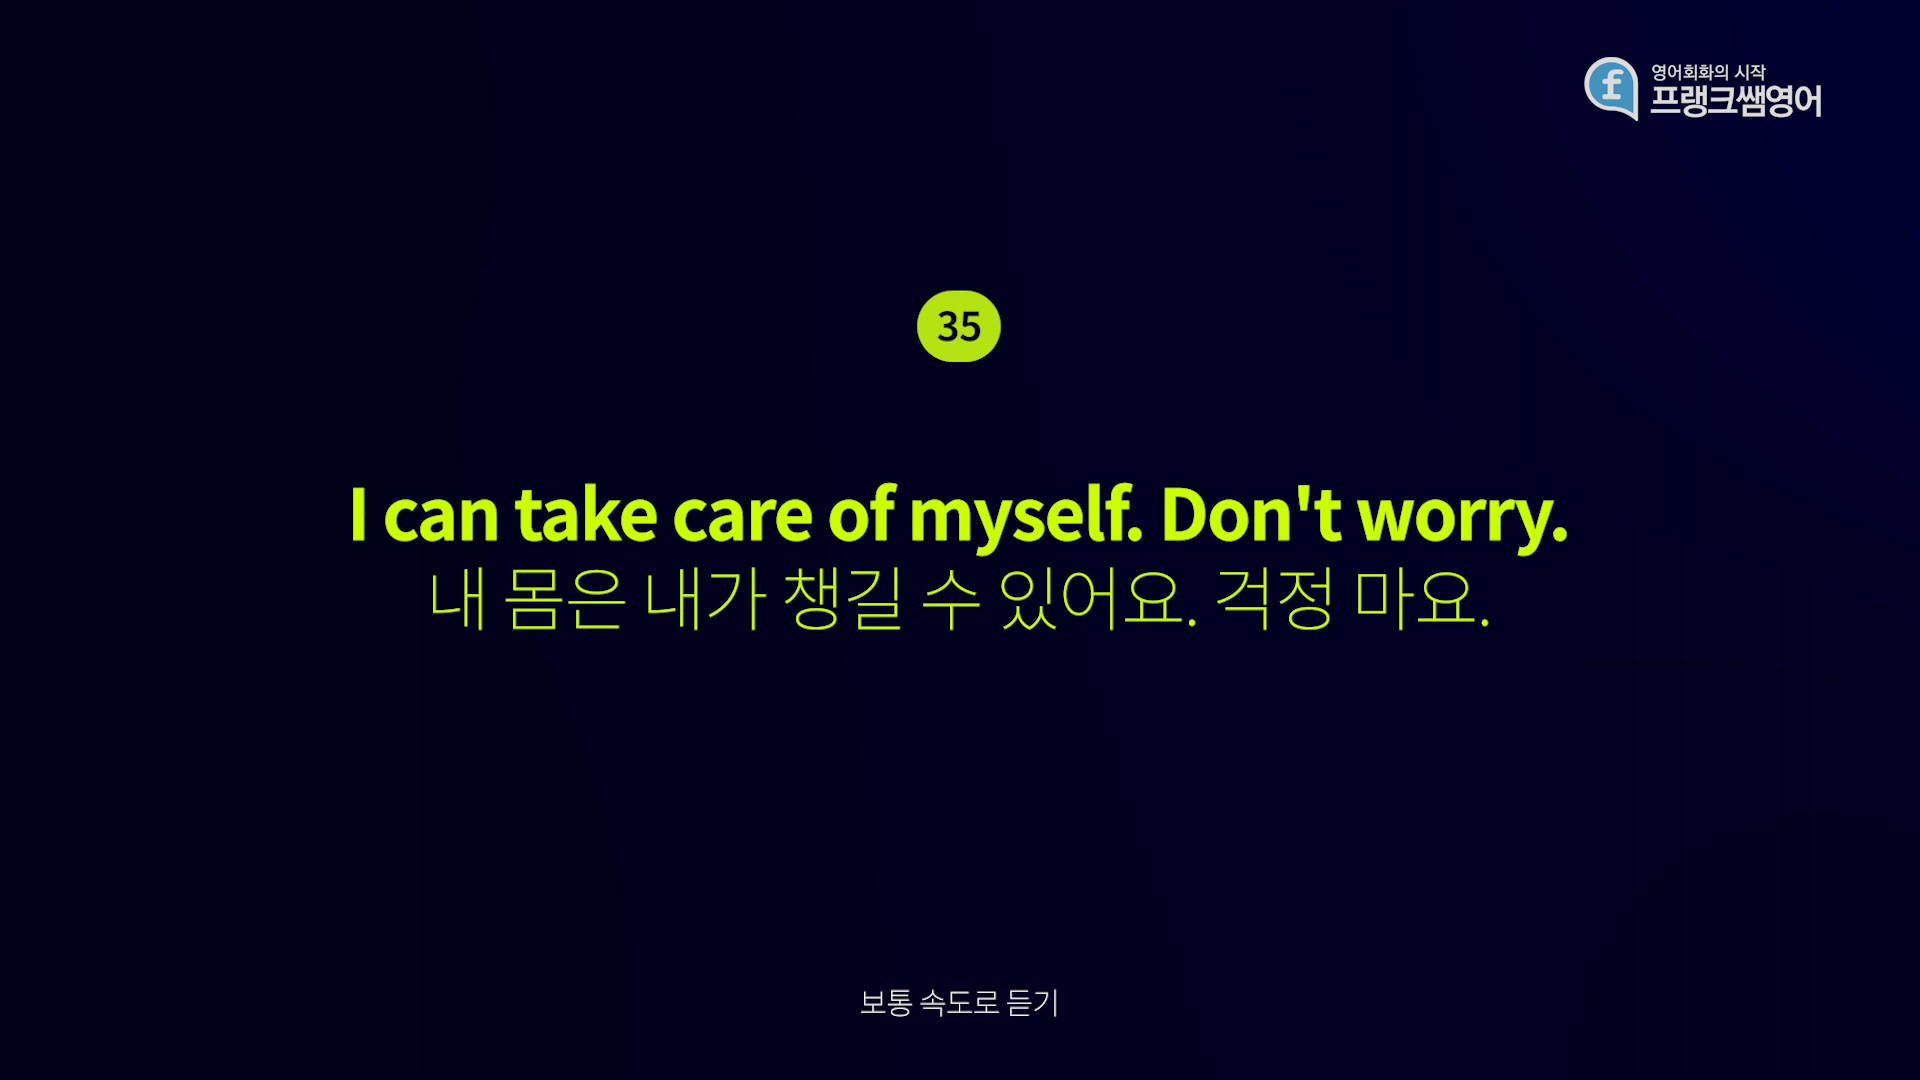 영어회화의 시작
프랭크쌤영어
35
I can take care of myself. Don't worry.
내 몸은 내가 챙길 수 있어요. 걱정 마요.
보통 속도로 듣기